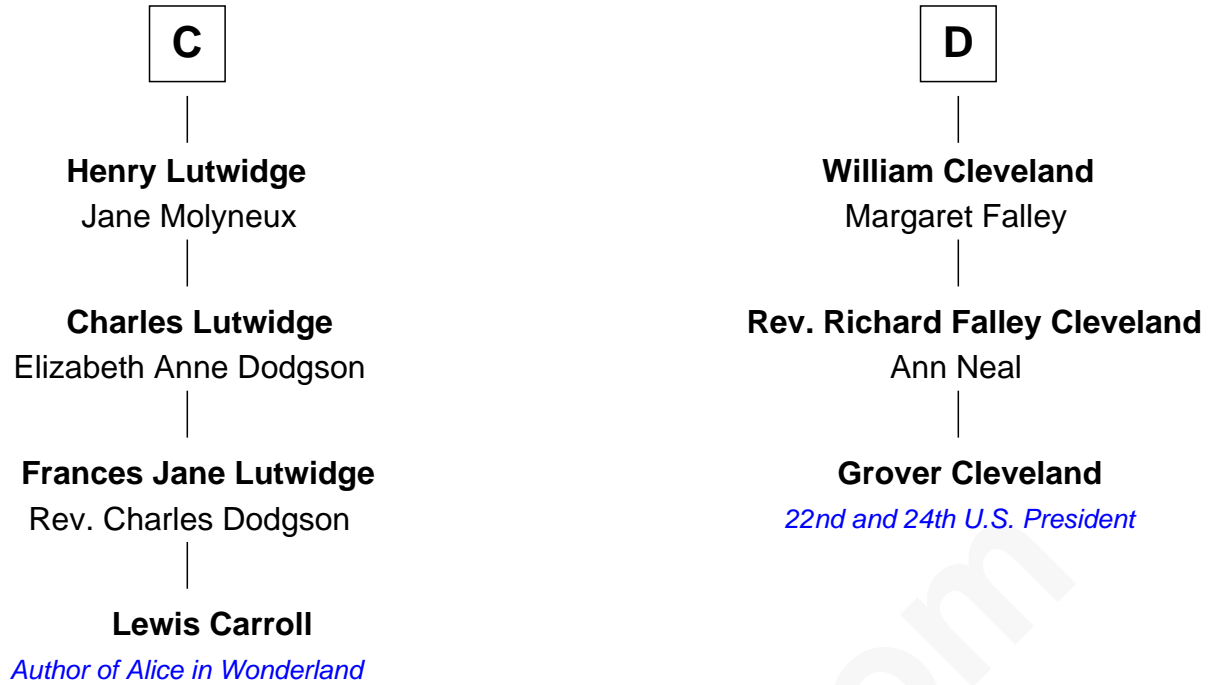 C
Henry Lutwidge
Jane Molyneux
Charles Lutwidge
Elizabeth Anne Dodgson
Frances Jane Lutwidge
Rev. Charles Dodgson
Lewis Carroll
Author of Alice in Wonderland
D
William Cleveland
Margaret Falley
Rev. Richard Falley Cleveland
Ann Neal
Grover Cleveland
22nd and 24th U.S. President
om